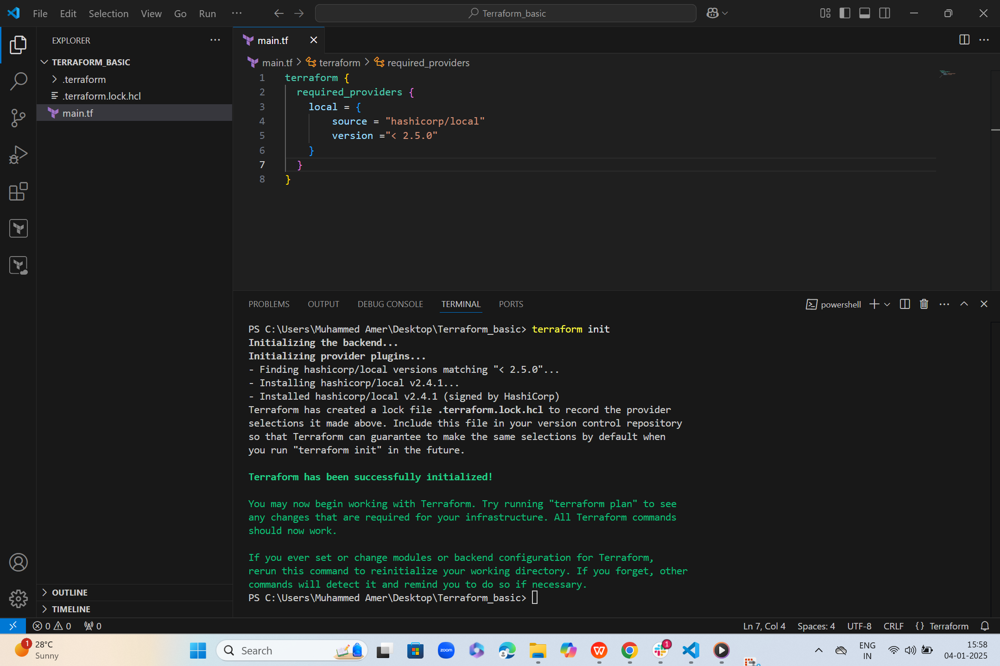 File Edit Selection View Go Run ··· Terraform_basic
EXPLORER ···
TERRAFORM_BASIC
.terraform
.terraform.lock.hcl
main.tf
main.tf
main.tf > terraform > required_providers
1 terraform {
2 required_providers {
3 local = {
4 source = "hashicorp/local"
5 version ="< 2.5.0"
6 }
7 }
8 }
PROBLEMS OUTPUT DEBUG CONSOLE TERMINAL PORTS powershell
PS C:\Users\Muhammed Amer\Desktop\Terraform_basic> terraform init
Initializing the backend...
Initializing provider plugins...
- Finding hashicorp/local versions matching "< 2.5.0"...
- Installing hashicorp/local v2.4.1...
- Installed hashicorp/local v2.4.1 (signed by HashiCorp)
Terraform has created a lock file .terraform.lock.hcl to record the provider
selections it made above. Include this file in your version control repository
so that Terraform can guarantee to make the same selections by default when
you run "terraform init" in the future.
Terraform has been successfully initialized!
You may now begin working with Terraform. Try running "terraform plan" to see
any changes that are required for your infrastructure. All Terraform commands
should now work.
If you ever set or change modules or backend configuration for Terraform,
rerun this command to reinitialize your working directory. If you forget, other
commands will detect it and remind you to do so if necessary.
PS C:\Users\Muhammed Amer\Desktop\Terraform_basic>
OUTLINE
TIMELINE
0 0 0 Ln 7, Col 4 Spaces: 4 UTF-8 CRLF {} Terraform
1 28°C
Sunny
Search
zoom
1
ENG
IN
15:58
04-01-2025